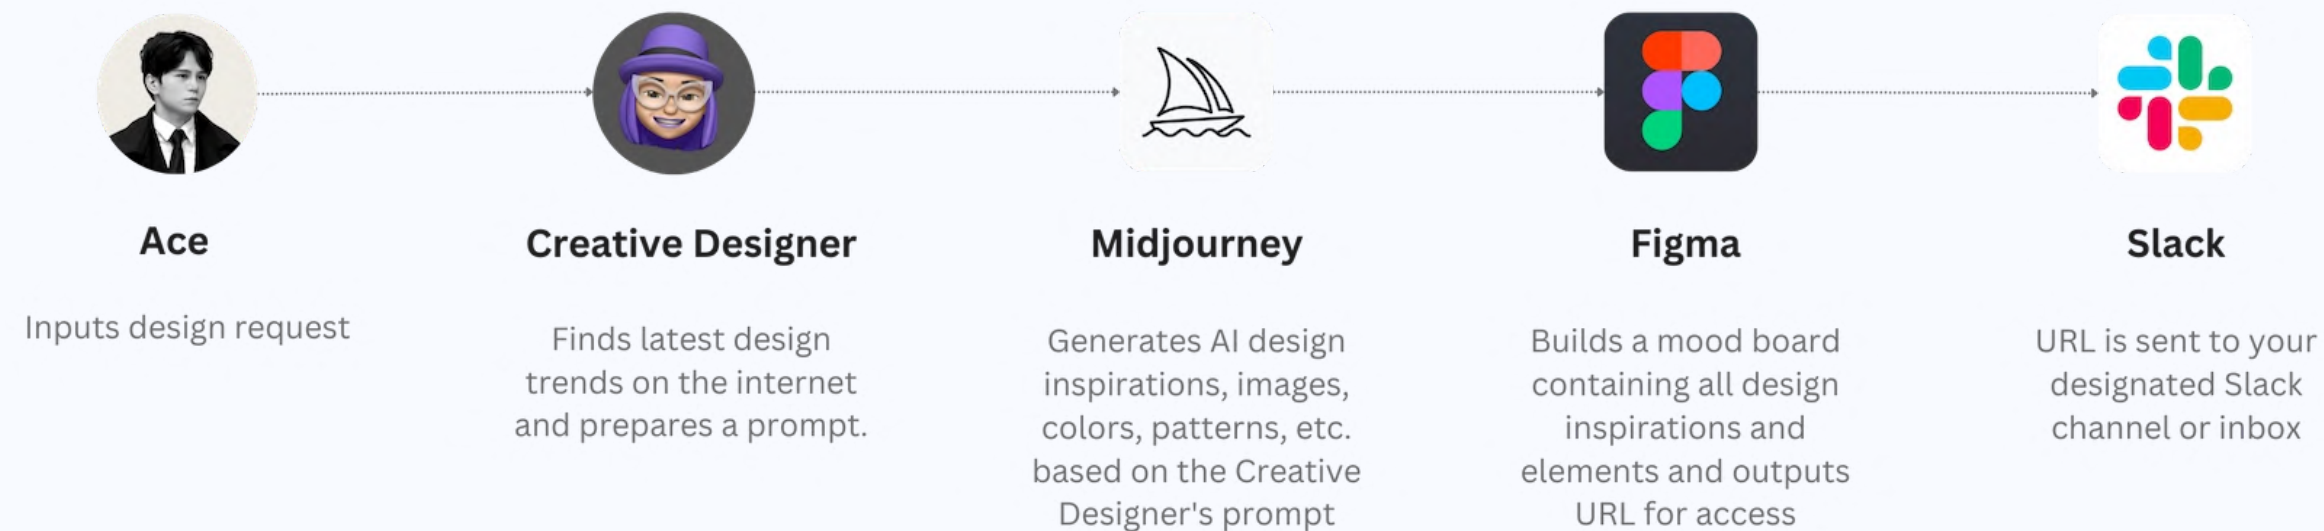 Ace
Inputs design request
Creative Designer
Finds latest design
trends on the internet
and prepares a prompt.
Midjourney
Generates AI design
inspirations, images,
colors, patterns, etc.
based on the Creative
Designer's prompt
Figma
Builds a mood board
containing all design
inspirations and
elements and outputs
URL for access
Slack
URL is sent to your
designated Slack
channel or inbox